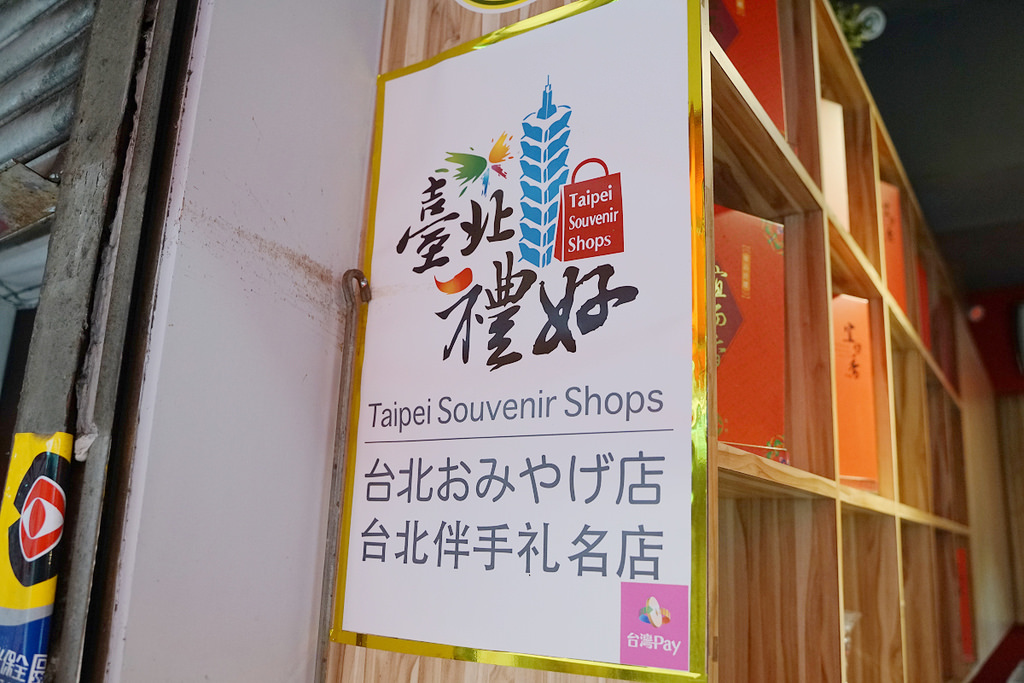 臺北
禮好
Taipei
Souvenir
Shops
Taipei Souvenir Shops
台北おみやげ店
台北伴手礼名店
台灣Pay